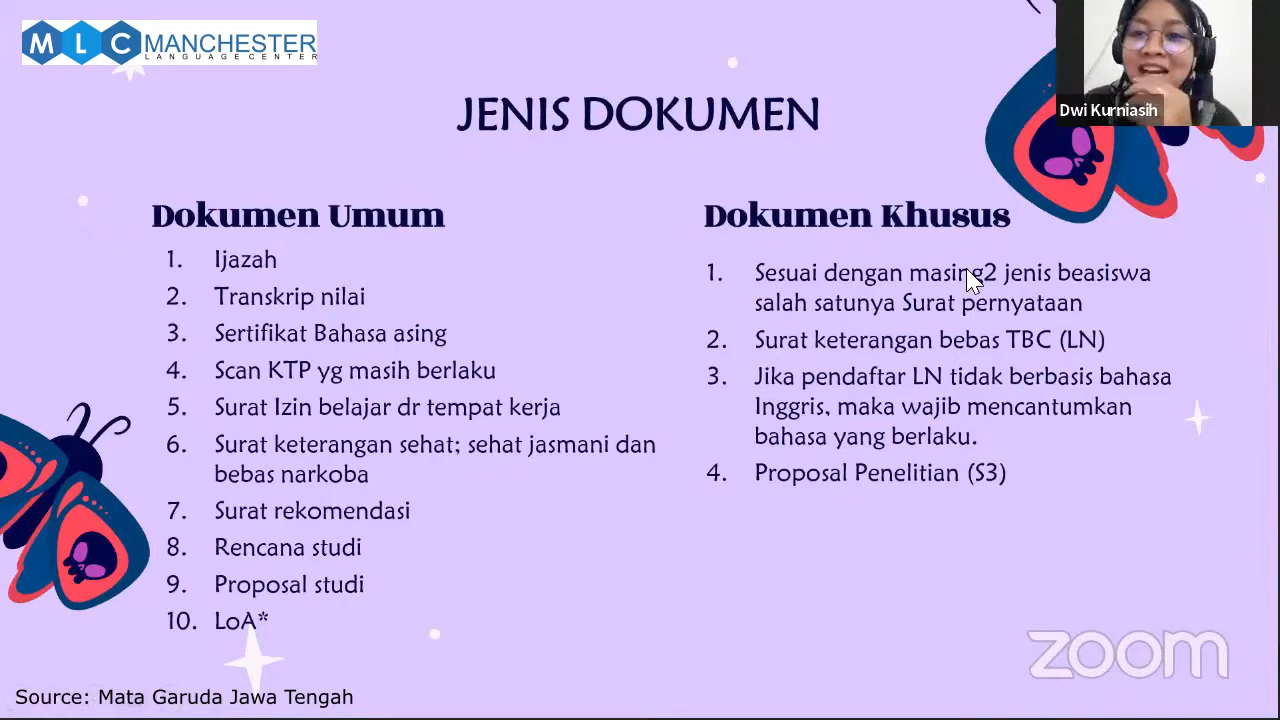 MLC MANCHESTER
LANGUAGE CENTER
Dwi Kurniasih
JENIS DOKUMEN
Dokumen Umum
1. Ijazah
2. Transkrip nilai
3. Sertifikat Bahasa asing
4. Scan KTP yg masih berlaku
5. Surat Izin belajar dr tempat kerja
6. Surat keterangan sehat; sehat jasmani dan
bebas narkoba
7. Surat rekomendasi
8. Rencana studi
9. Proposal studi
10. LoA*
Dokumen Khusus
1. Sesuai dengan masing2 jenis beasiswa
salah satunya Surat pernyataan
2. Surat keterangan bebas TBC (LN)
3. Jika pendaftar LN tidak berbasis bahasa
Inggris, maka wajib mencantumkan
bahasa yang berlaku.
4. Proposal Penelitian (S3)
zoom
Source: Mata Garuda Jawa Tengah